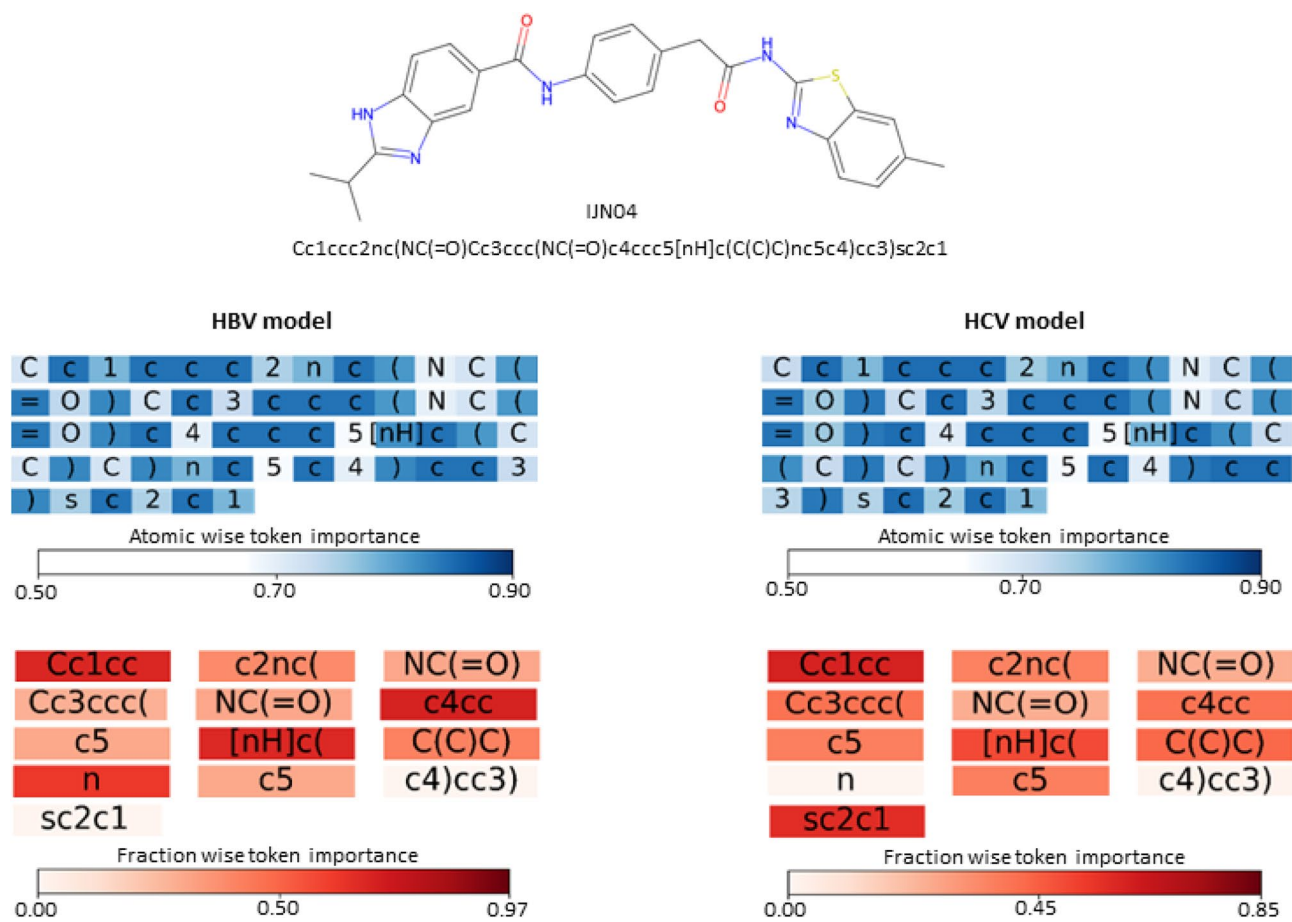 O
H
N
S
N
H
O
HN
N
N
IJN04
Cc1ccc2nc(NC(=O)Cc3ccc(NC(=O)c4ccc5[nH]c(C(C)C)nc5c4)cc3)sc2c1
HBV model
C c 1 c c c 2 n c ( N C (
= O ) C c 3 c c c ( N C (
= O ) c 4 c c c 5 [nH] c ( C
C ) C ) n c 5 c 4 ) c c 3
) s c 2 c 1
Atomic wise token importance
0.50 0.70 0.90
Cc1cc c2nc( NC(=O)
Cc3ccc( NC(=O) c4cc
c5 [nH]c( C(C)C)
n c5 c4)cc3)
sc2c1
Fraction wise token importance
0.00 0.50 0.97
HCV model
C c 1 c c c 2 n c ( N C (
= O ) C c 3 c c c ( N C (
= O ) c 4 c c c 5 [nH] c ( C
( C ) C ) n c 5 c 4 ) c c
3 ) s c 2 c 1
Atomic wise token importance
0.50 0.70 0.90
Cc1cc c2nc( NC(=O)
Cc3ccc( NC(=O) c4cc
c5 [nH]c( C(C)C)
n c5 c4)cc3)
sc2c1
Fraction wise token importance
0.00 0.45 0.85